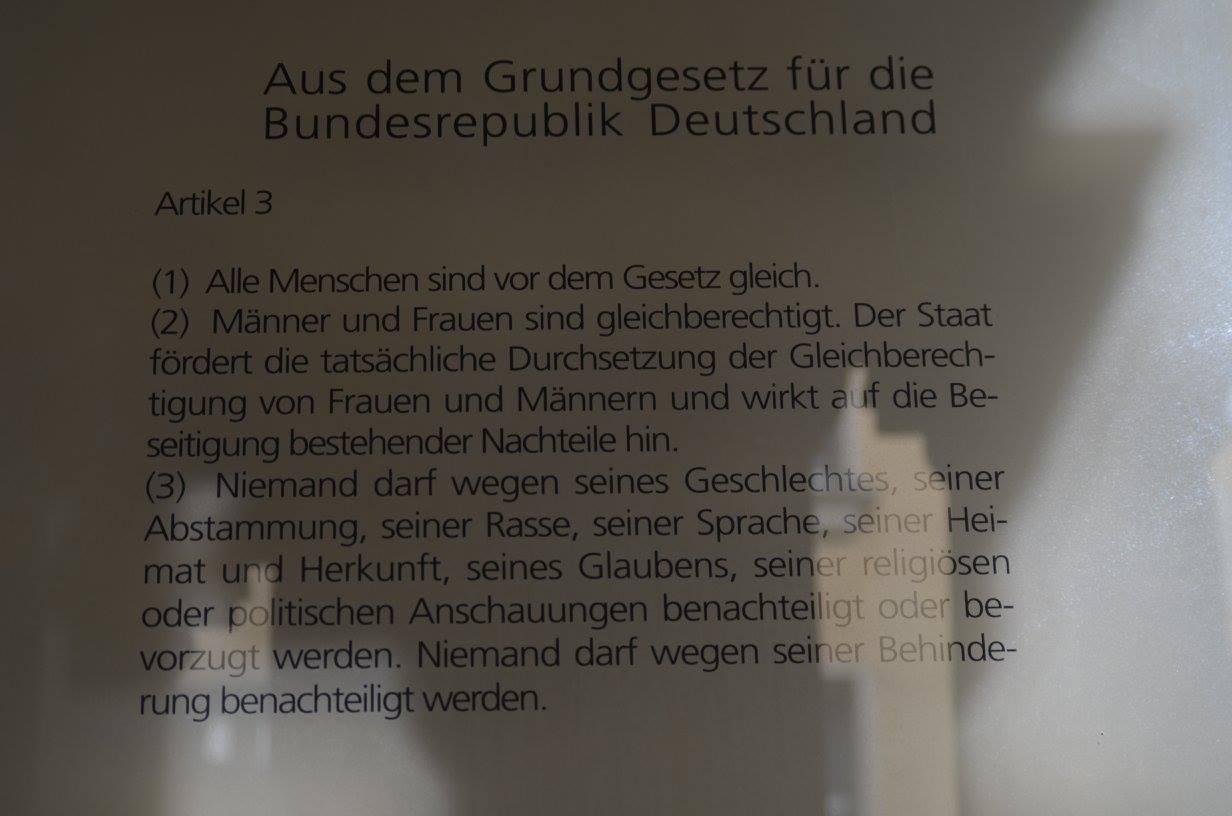 Aus dem Grundgesetz für die
Bundesrepublik Deutschland
Artikel 3
(1) Alle Menschen sind vor dem Gesetz gleich.
(2) Männer und Frauen sind gleichberechtigt. Der Staat
fördert die tatsächliche Durchsetzung der Gleichberech-
tigung von Frauen und Männern und wirkt auf die Be-
seitigung bestehender Nachteile hin.
(3) Niemand darf wegen seines Geschlechtes, seiner
Abstammung, seiner Rasse, seiner Sprache, seiner Hei-
mat und Herkunft, seines Glaubens, seiner religiösen
oder politischen Anschauungen benachteiligt oder be-
vorzugt werden. Niemand darf wegen seiner Behinde-
rung benachteiligt werden.